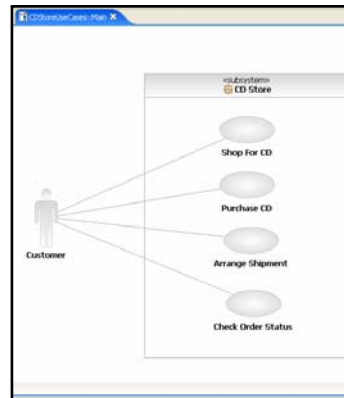 CDStoreUseCases::Main
«subsystem»
CD Store
Shop For CD
Purchase CD
Customer
Arrange Shipment
Check Order Status